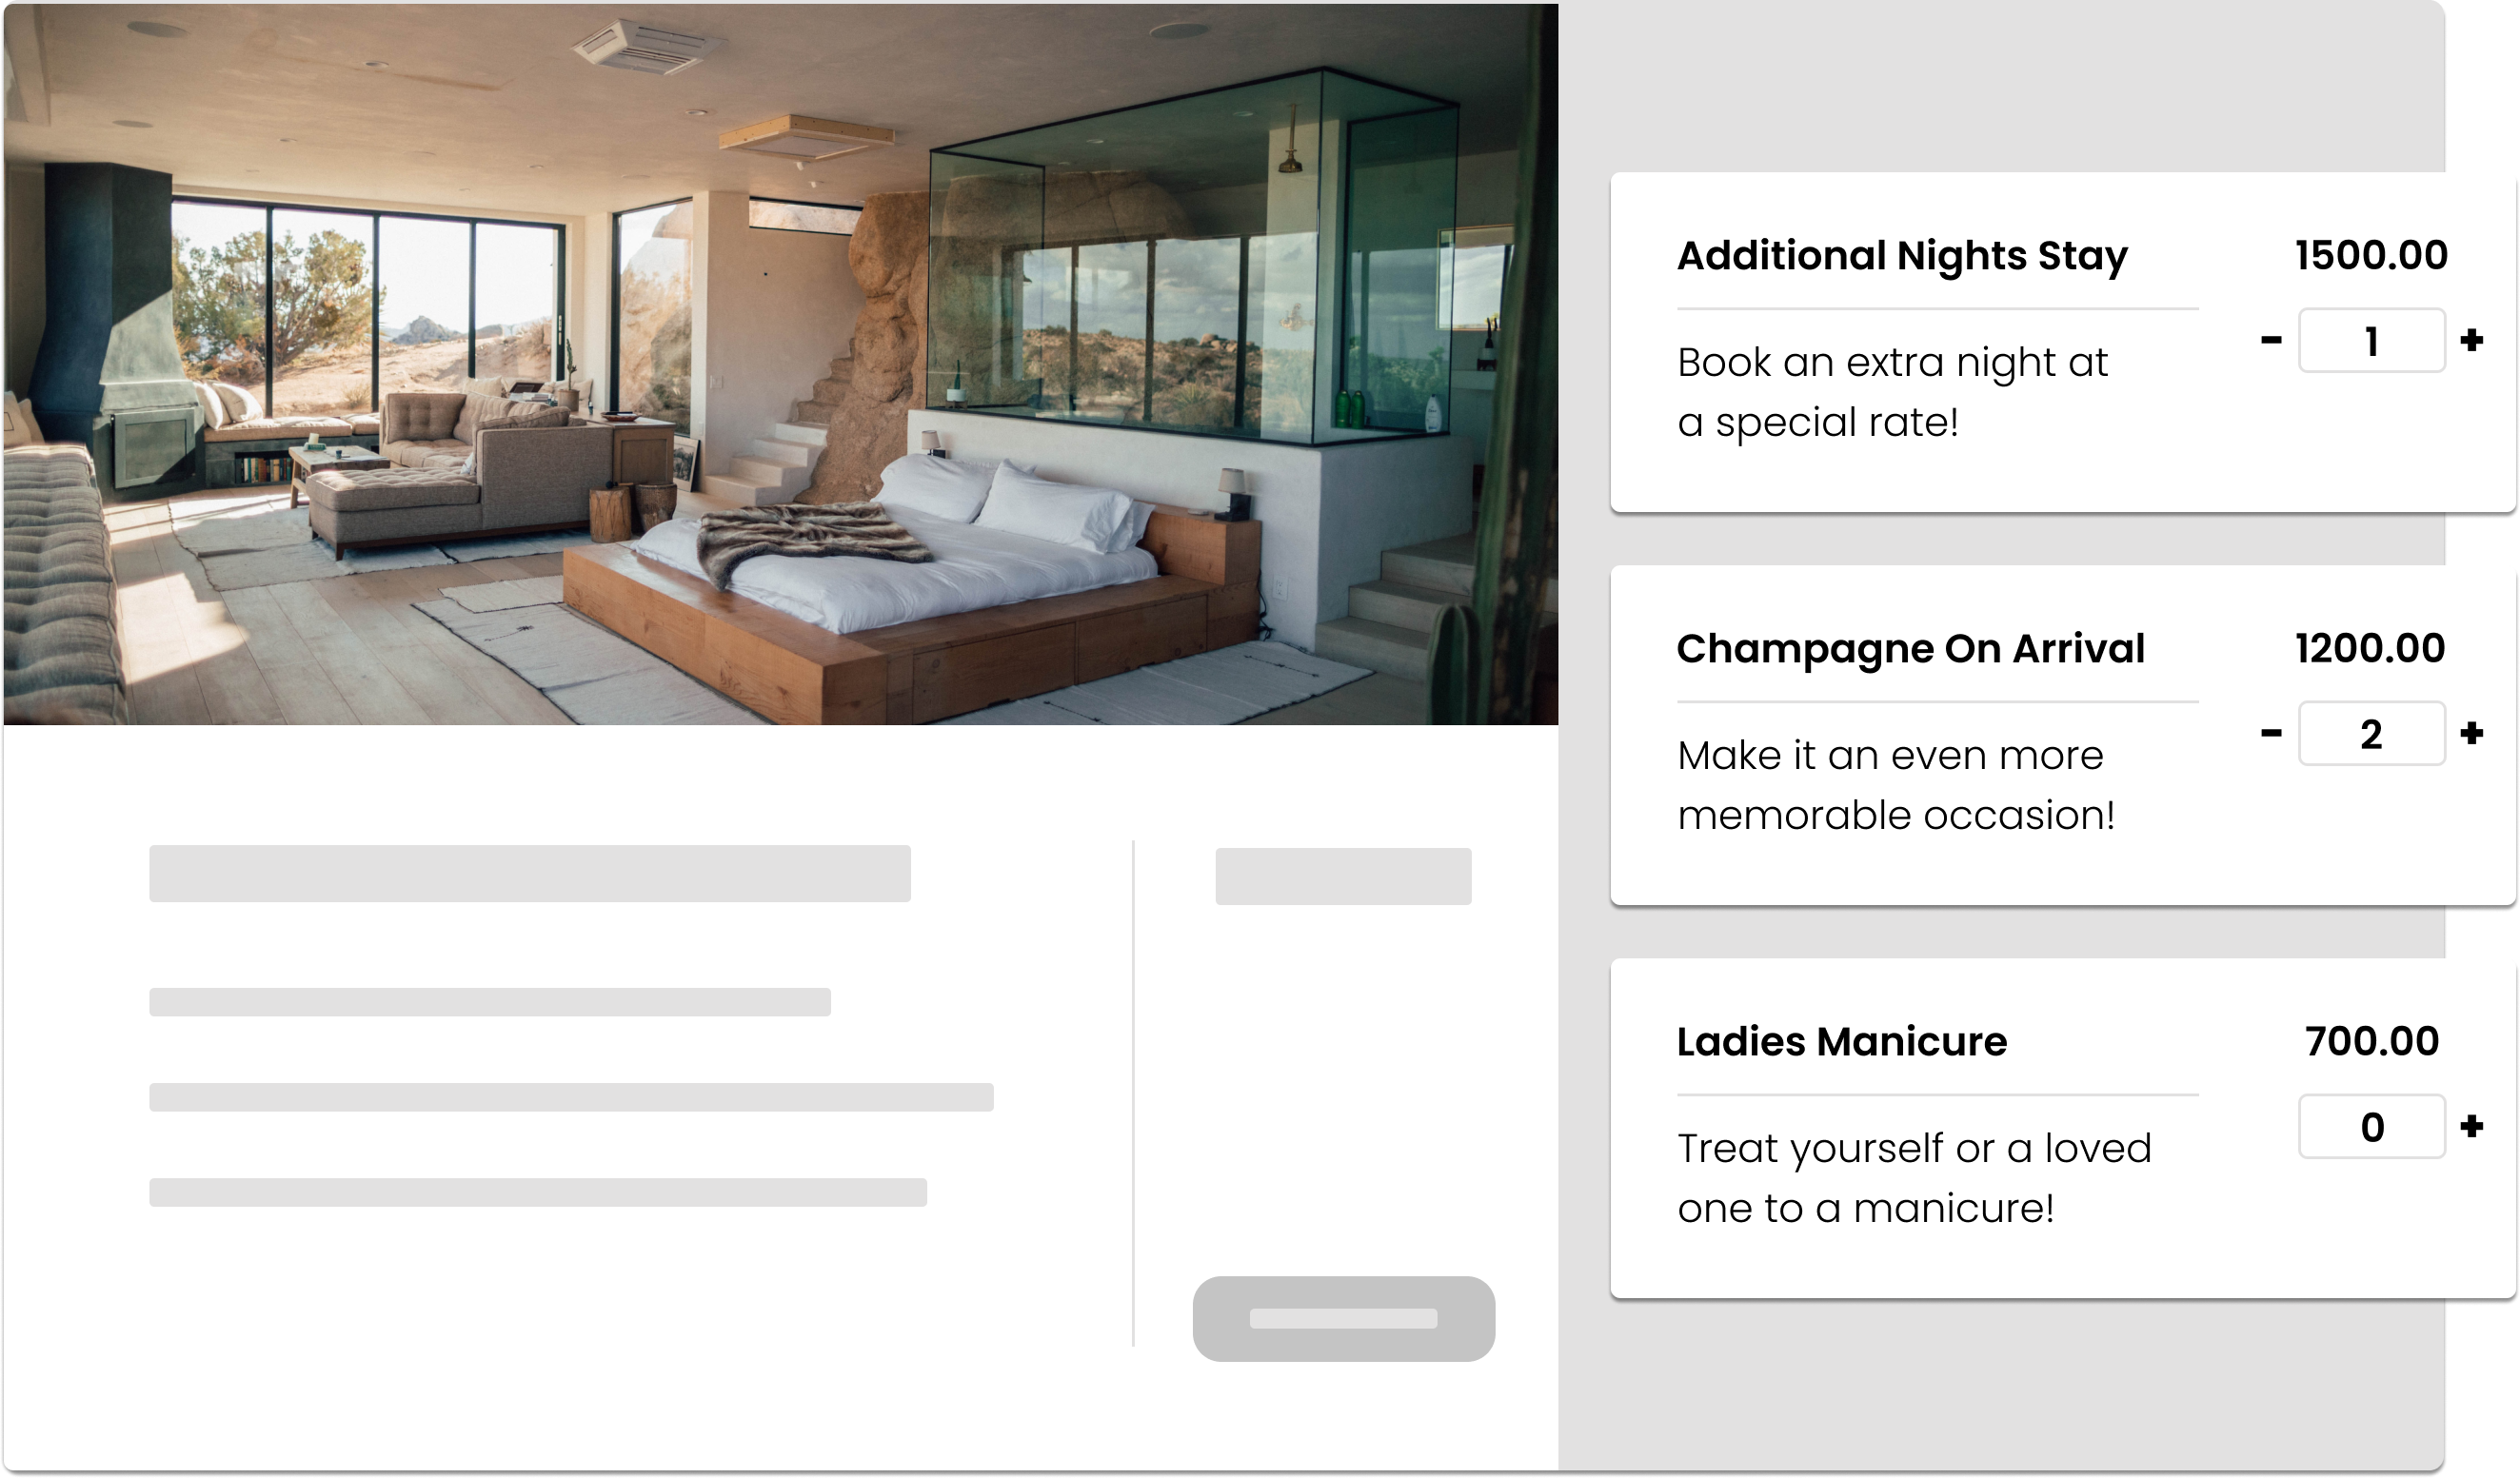 Additional Nights Stay
1500.00
- 1 +
Book an extra night at
a special rate!
Champagne On Arrival
1200.00
- 2 +
Make it an even more
memorable occasion!
Ladies Manicure
700.00
0 +
Treat yourself or a loved
one to a manicure!